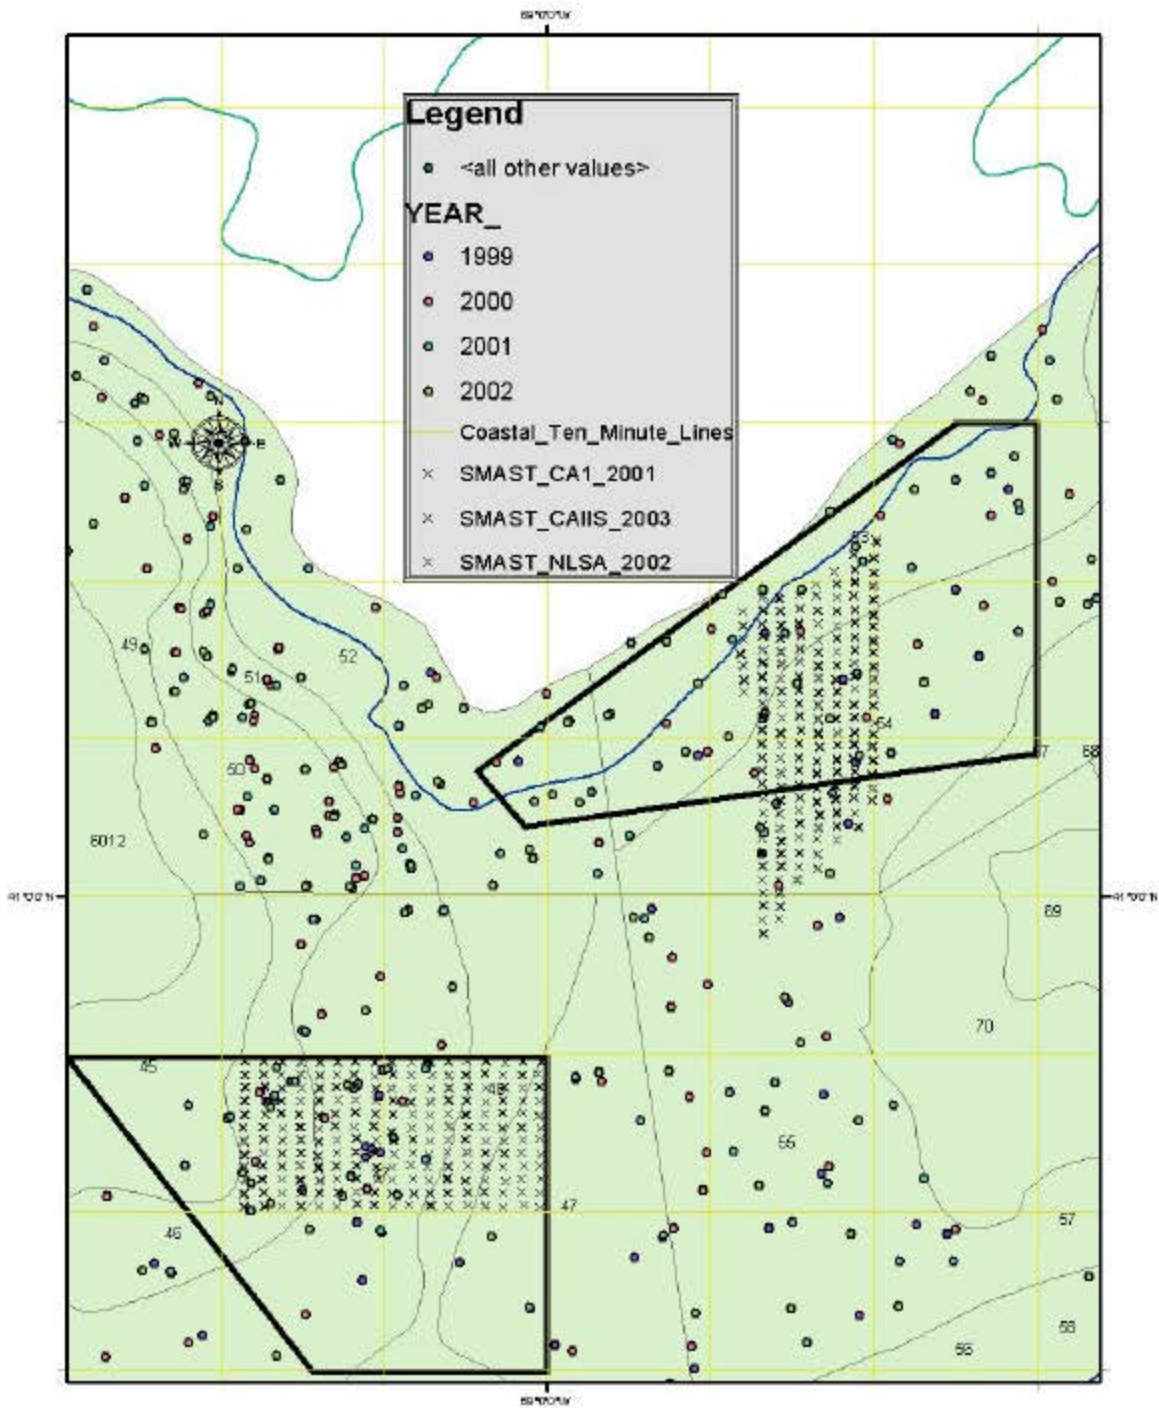 Legend
<all other values>
YEAR_
1999
2000
2001
2002
Coastal_Ten_Minute_Lines
SMAST_CA1_2001
SMAST_CAIIS_2003
SMAST_NLSA_2002
N
W
E
S
53
49
52
51
54
50
68
6012
69
70
45
55
47
46
57
58
56